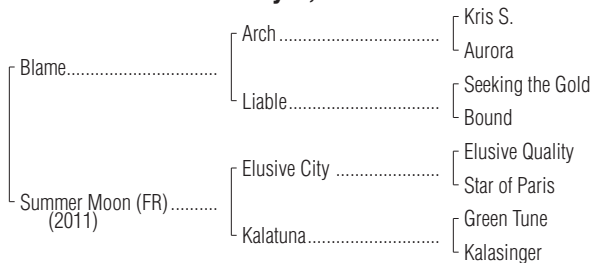 Kris S.
Arch
Aurora
Blame
Seeking the Gold
Liable
Bound
Elusive Quality
Elusive City
Star of Paris
Summer Moon (FR)
(2011)
Green Tune
Kalatuna
Kalasinger